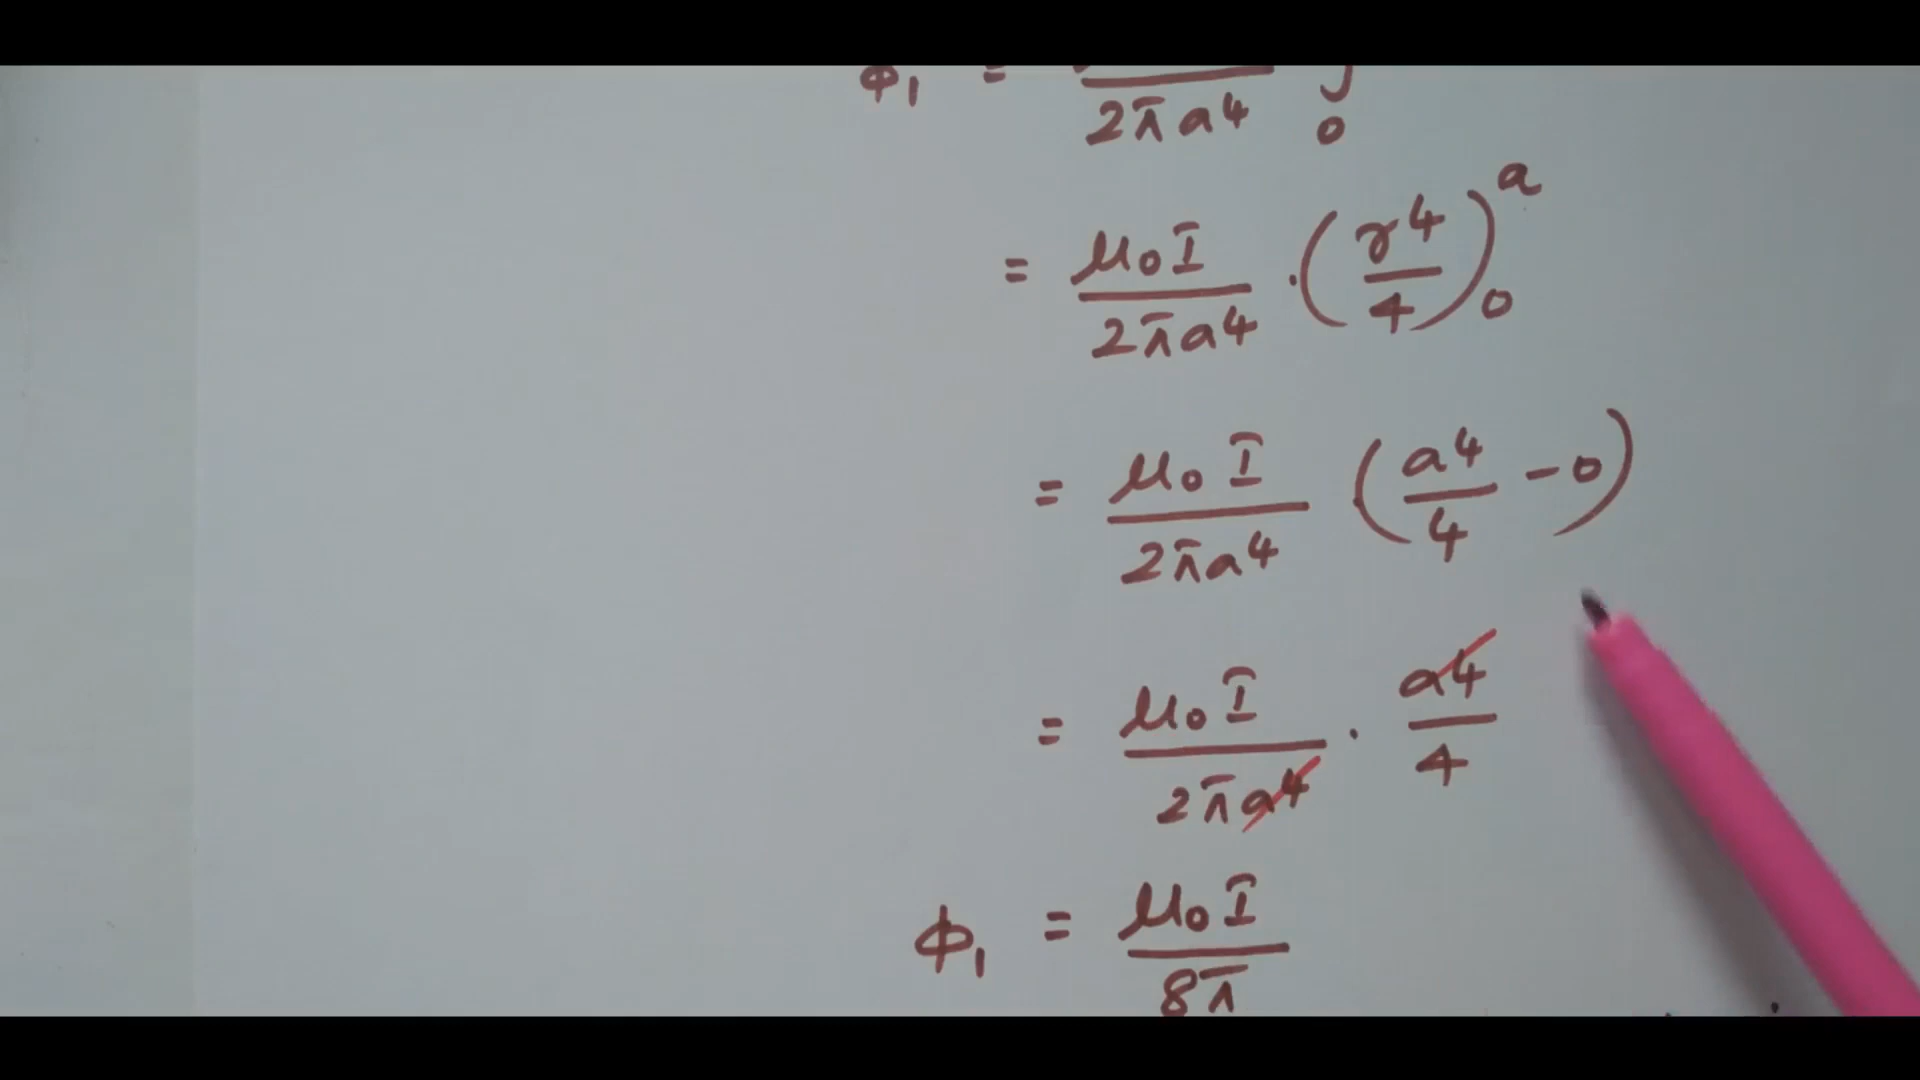 ϕ₁ = / 2πa⁴ ∫₀
= μ₀I / 2πa⁴ · (r⁴/4)₀ᵃ
= μ₀I / 2πa⁴ (a⁴/4 − 0)
= μ₀I / 2πa⁴ · a⁴/4
ϕ₁ = μ₀I / 8π